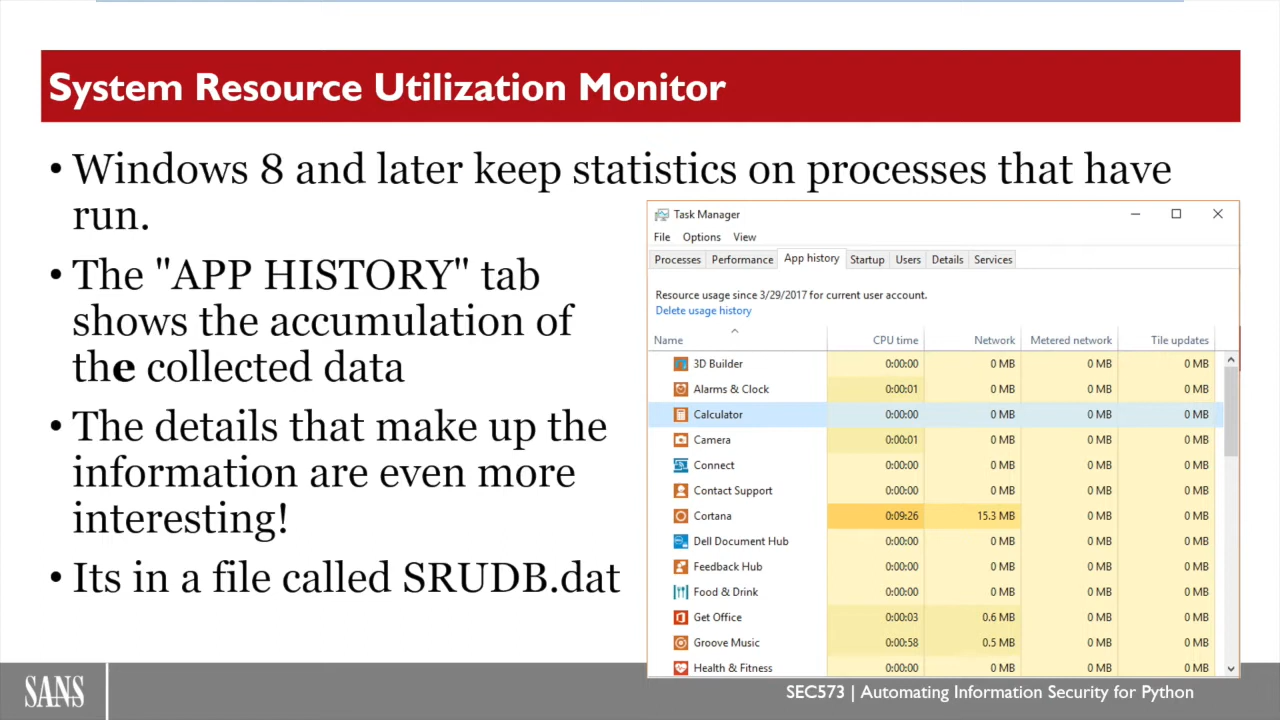 System Resource Utilization Monitor
• Windows 8 and later keep statistics on processes that have
run.
• The "APP HISTORY" tab
shows the accumulation of
the collected data
• The details that make up the
information are even more
interesting!
• Its in a file called SRUDB.dat
Task Manager
File Options View
Processes Performance App history Startup Users Details Services
Resource usage since 3/29/2017 for current user account.
Delete usage history
Name CPU time Network Metered network Tile updates
3D Builder 0:00:00 0 MB 0 MB 0 MB
Alarms & Clock 0:00:01 0 MB 0 MB 0 MB
Calculator 0:00:00 0 MB 0 MB 0 MB
Camera 0:00:01 0 MB 0 MB 0 MB
Connect 0:00:00 0 MB 0 MB 0 MB
Contact Support 0:00:00 0 MB 0 MB 0 MB
Cortana 0:09:26 15.3 MB 0 MB 0 MB
Dell Document Hub 0:00:00 0 MB 0 MB 0 MB
Feedback Hub 0:00:00 0 MB 0 MB 0 MB
Food & Drink 0:00:00 0 MB 0 MB 0 MB
Get Office 0:00:03 0.6 MB 0 MB 0 MB
Groove Music 0:00:58 0.5 MB 0 MB 0 MB
Health & Fitness 0:00:00 0 MB 0 MB 0 MB
SANS
SEC573 | Automating Information Security for Python